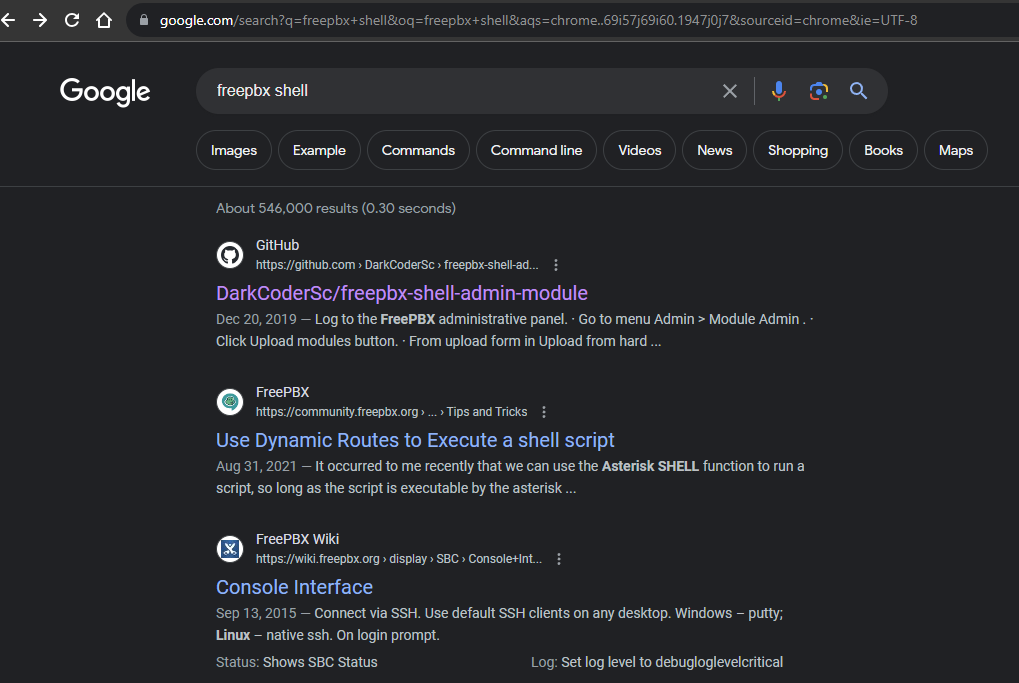 google.com/search?q=freepbx+shell&oq=freepbx+shell&aqs=chrome..69i57j69i60.1947j0j7&sourceid=chrome&ie=UTF-8
Google
freepbx shell
Images Example Commands Command line Videos News Shopping Books Maps
About 546,000 results (0.30 seconds)
GitHub
https://github.com › DarkCoderSc › freepbx-shell-ad...
DarkCoderSc/freepbx-shell-admin-module
Dec 20, 2019 — Log to the FreePBX administrative panel. · Go to menu Admin > Module Admin . ·
Click Upload modules button. · From upload form in Upload from hard ...
FreePBX
https://community.freepbx.org › ... › Tips and Tricks
Use Dynamic Routes to Execute a shell script
Aug 31, 2021 — It occurred to me recently that we can use the Asterisk SHELL function to run a
script, so long as the script is executable by the asterisk ...
FreePBX Wiki
https://wiki.freepbx.org › display › SBC › Console+Int...
Console Interface
Sep 13, 2015 — Connect via SSH. Use default SSH clients on any desktop. Windows – putty;
Linux – native ssh. On login prompt.
Status: Shows SBC Status Log: Set log level to debugloglevelcritical